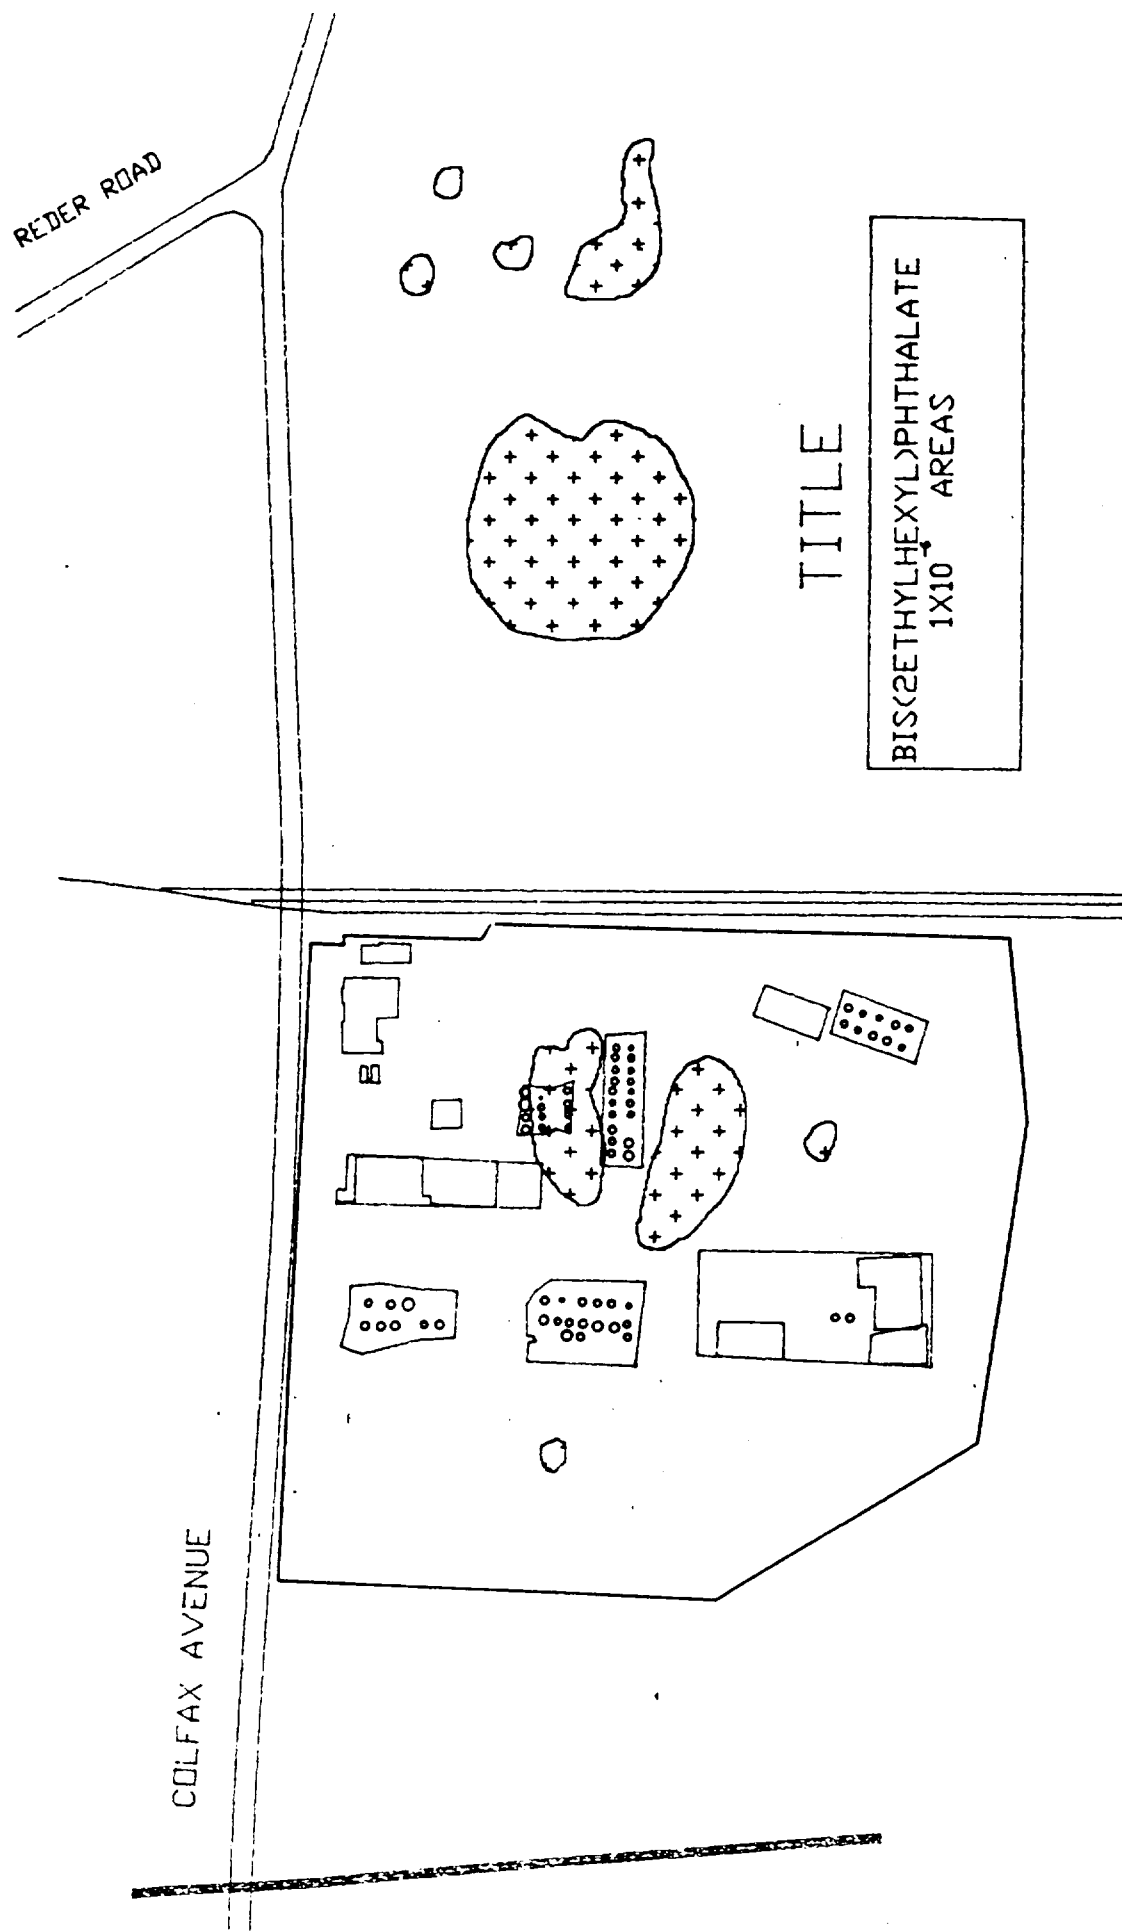 REDER ROAD
COLFAX AVENUE
TITLE
BIS(2ETHYLHEXYL)PHTHALATE
1X10⁻⁶ AREAS